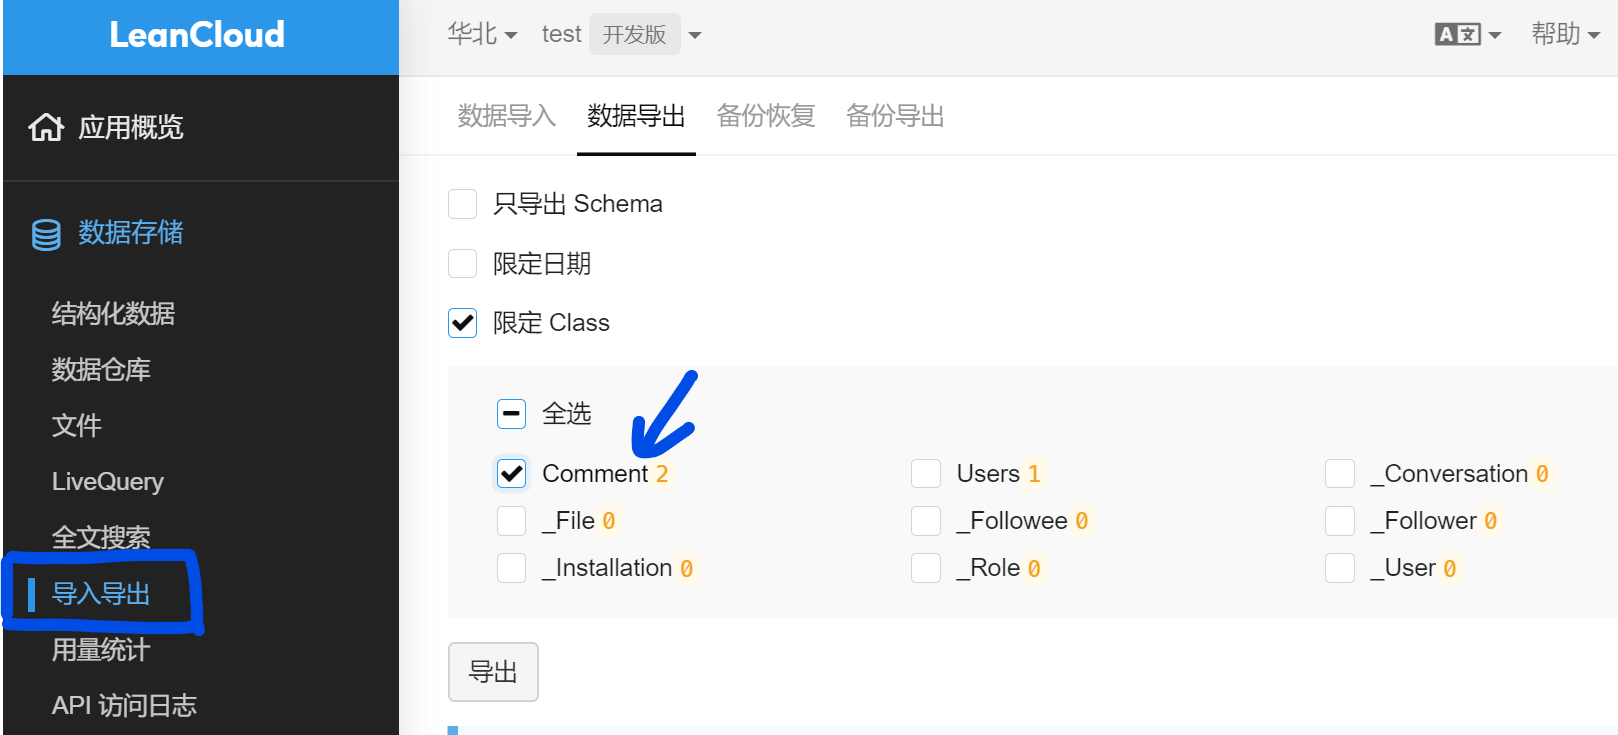 LeanCloud
华北 test 开发版
A文 帮助
应用概览
数据存储
结构化数据
数据仓库
文件
LiveQuery
全文搜索
导入导出
用量统计
API 访问日志
数据导入 数据导出 备份恢复 备份导出
只导出 Schema
限定日期
限定 Class
全选
Comment 2 Users 1 _Conversation 0
_File 0 _Followee 0 _Follower 0
_Installation 0 _Role 0 _User 0
导出